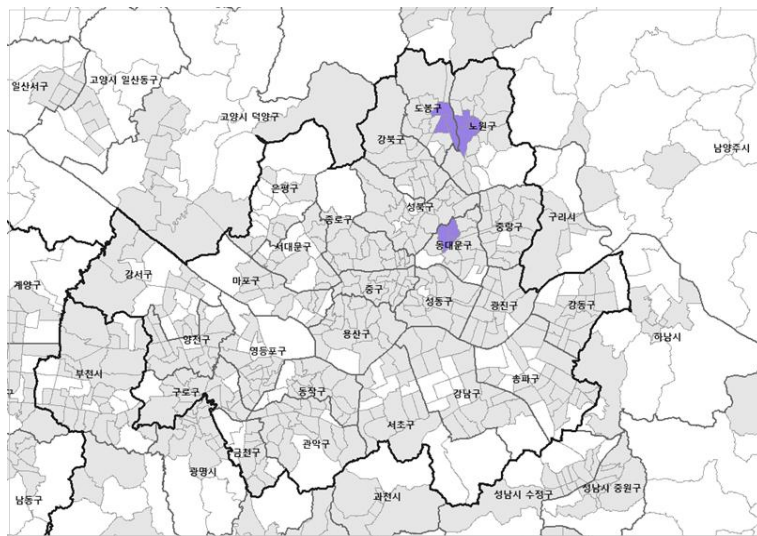 고양시 일산동구
일산서구
도봉구
고양시 덕양구
노원구
강북구
남양주시
은평구
성북구
종로구
구리시
중랑구
서대문구
동대문구
강서구
마포구
계양구
중구
성동구
광진구
강동구
용산구
하남시
양천구
영등포구
부천시
송파구
구로구
동작구
강남구
서초구
관악구
금천구
광명시
성남시 중원구
성남시 수정구
과천시
남동구
구